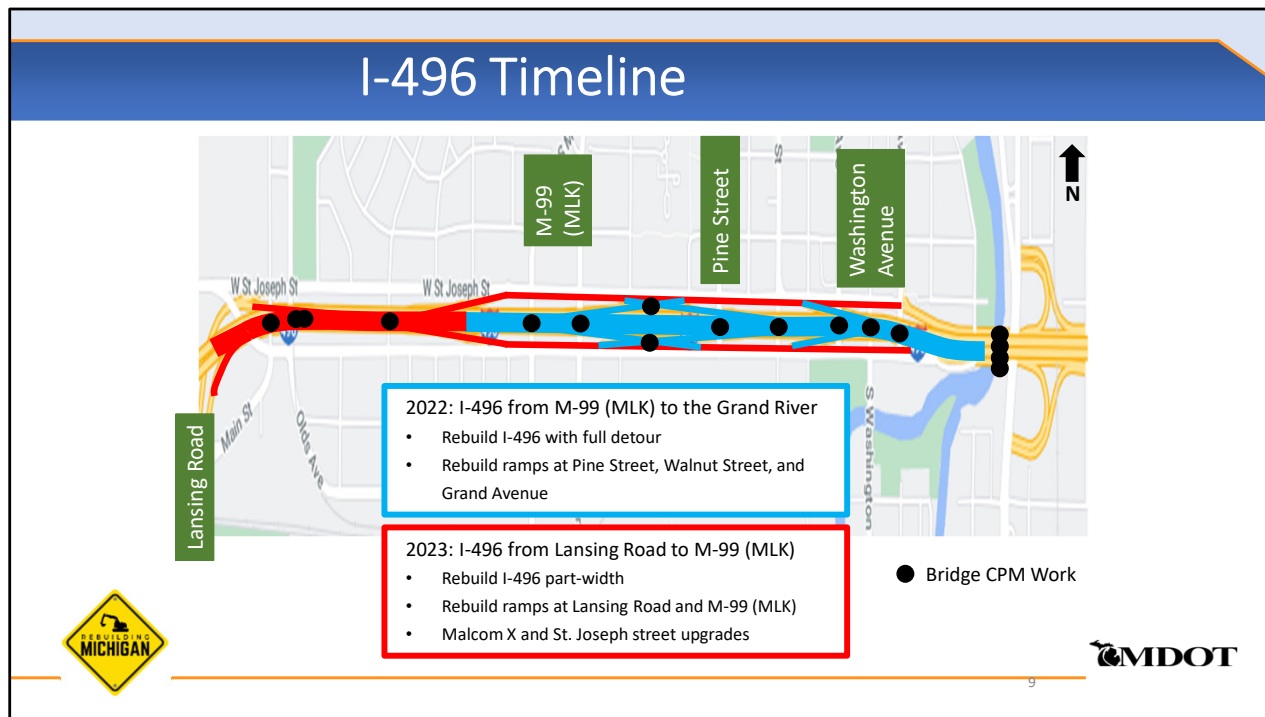 I-496 Timeline
M-99
(MLK)
Pine Street
Washington
Avenue
N
W St Joseph St
W St Joseph St
St
Lansing Road
Main St
Olds Ave
S Washington
2022: I-496 from M-99 (MLK) to the Grand River
• Rebuild I-496 with full detour
• Rebuild ramps at Pine Street, Walnut Street, and
Grand Avenue
2023: I-496 from Lansing Road to M-99 (MLK)
• Rebuild I-496 part-width
• Rebuild ramps at Lansing Road and M-99 (MLK)
• Malcom X and St. Joseph street upgrades
Bridge CPM Work
REBUILDING
MICHIGAN
MDOT
9